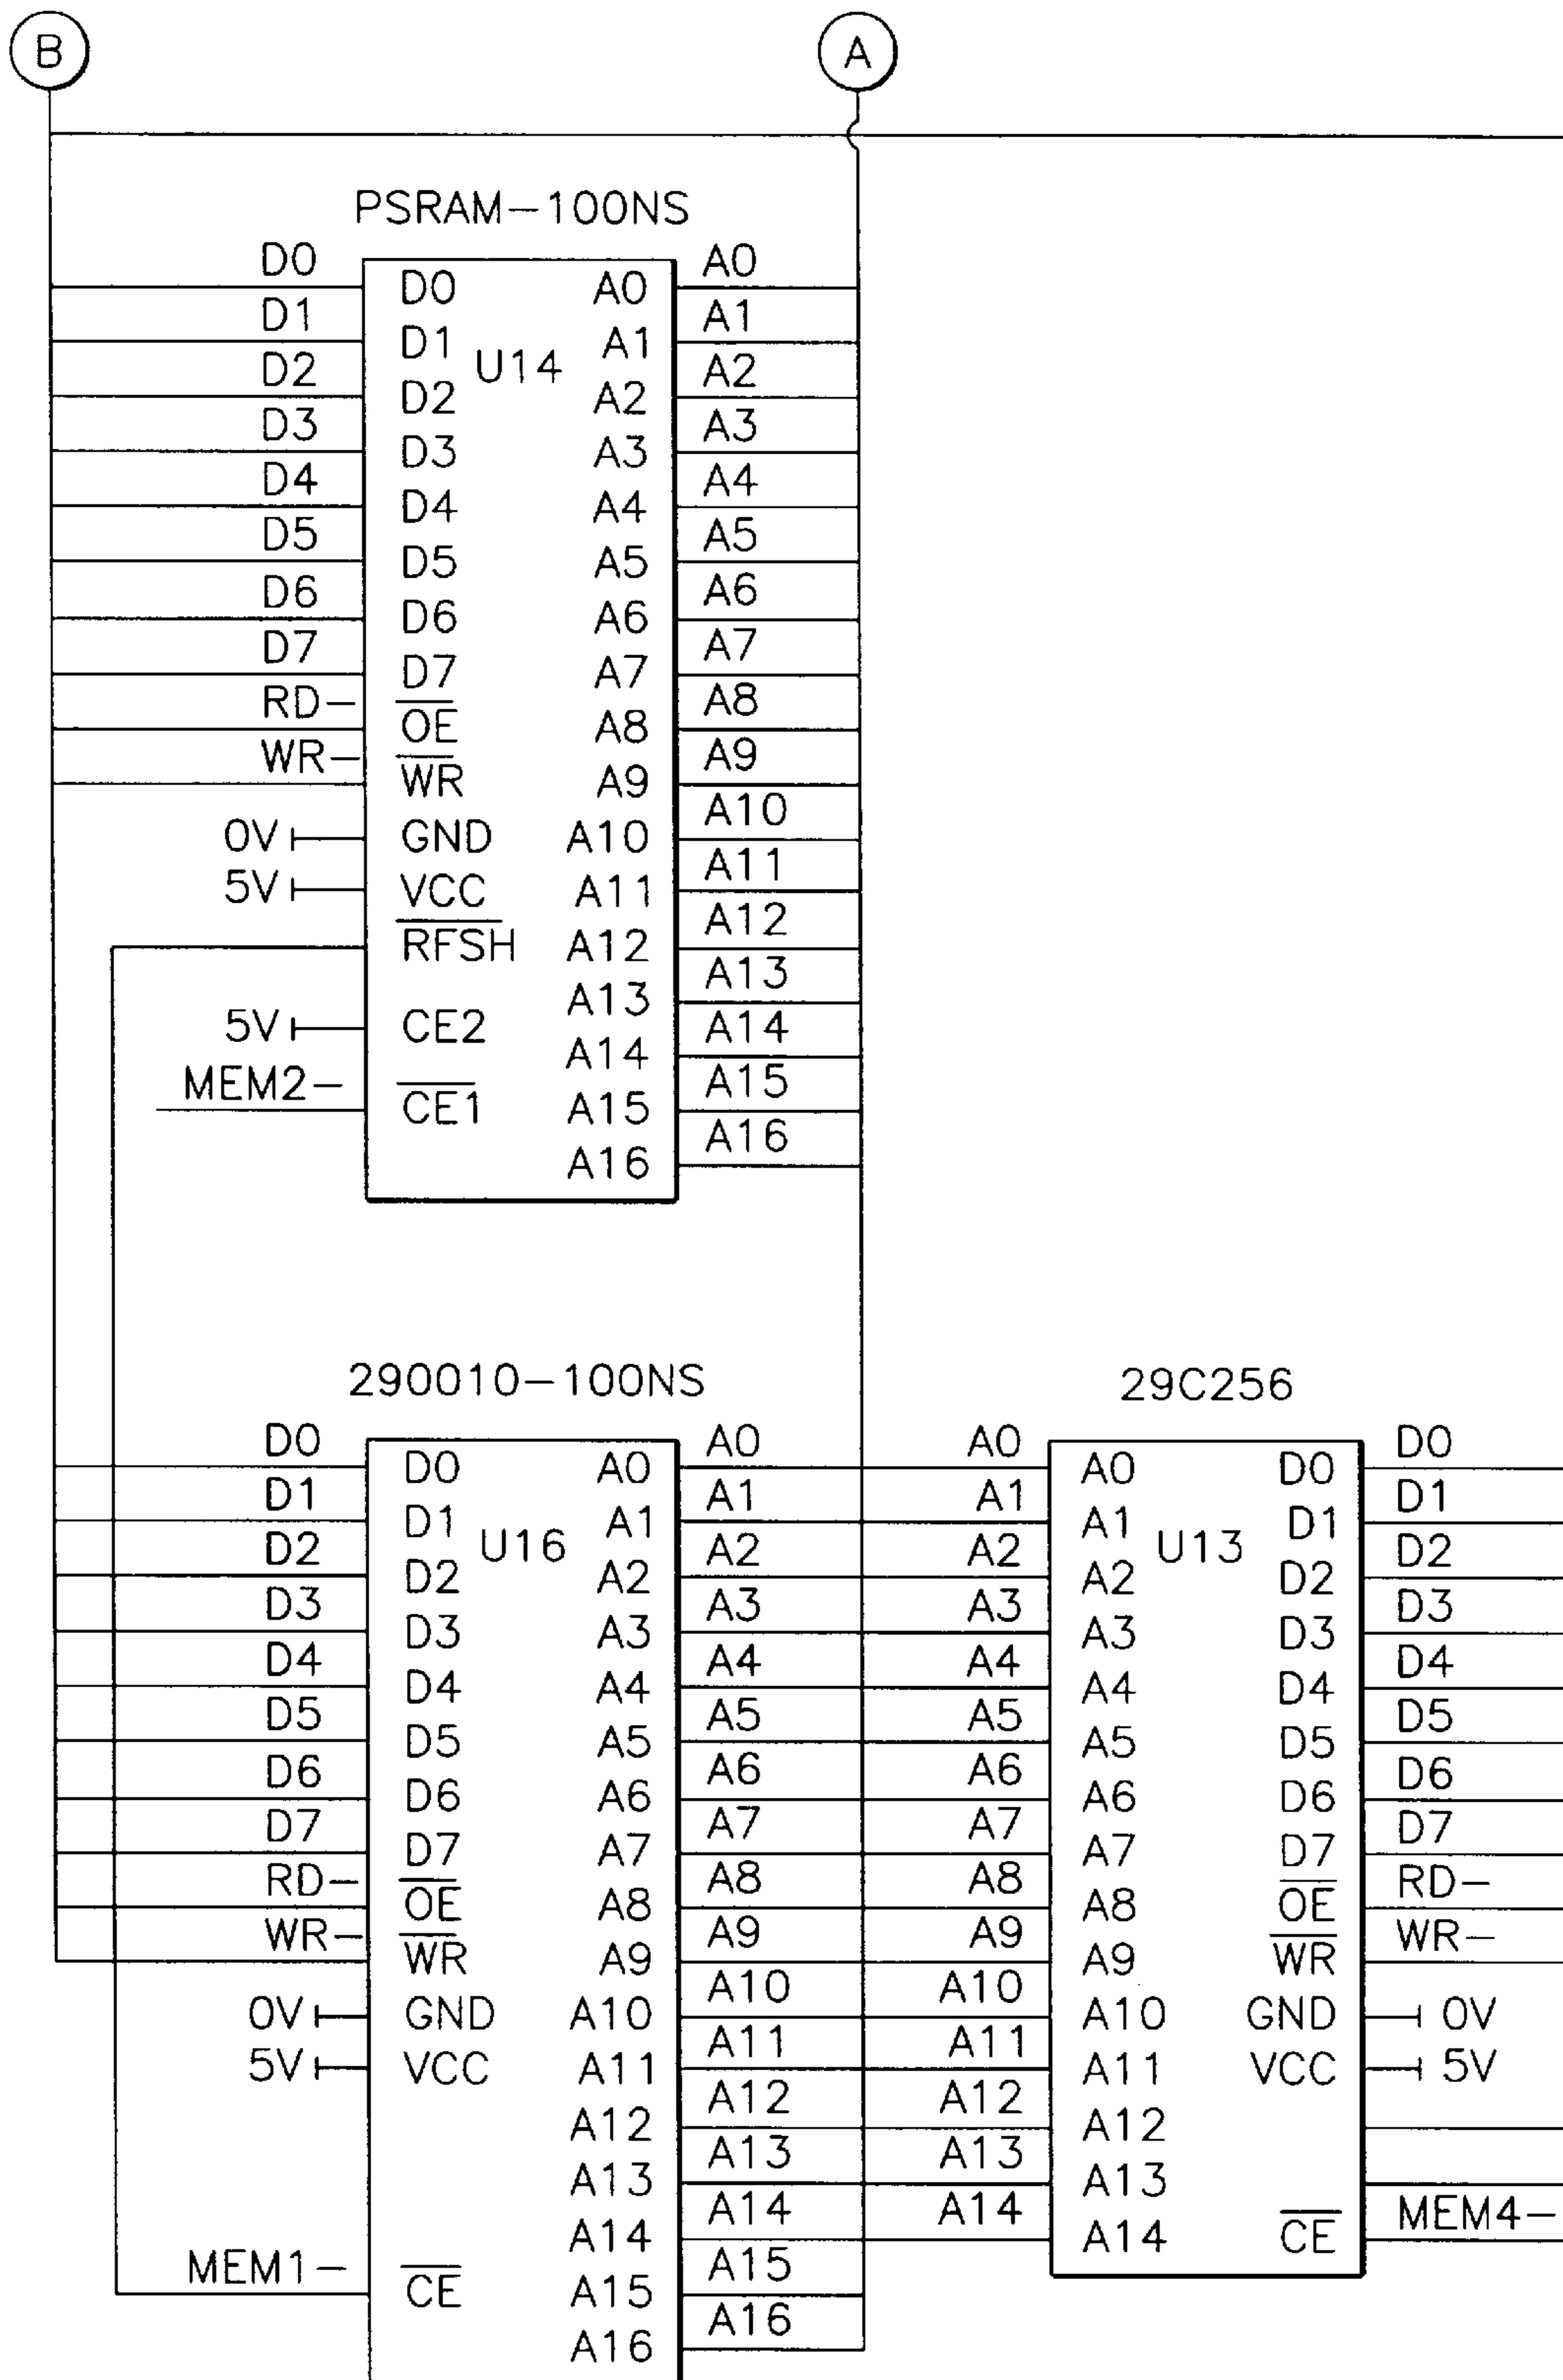 B A
PSRAM-100NS
D0 A0
D0 A0
D1 A1
D1 U14 A1
D2 A2
D2 A2
D3 A3
D3 A3
D4 A4
D4 A4
D5 A5
D5 A5
D6 A6
D6 A6
D7 A7
D7 A7
RD- A8
OE A8
WR- A9
WR A9
A10
0V GND A10
A11
5V VCC A11
A12
RFSH A12
A13
A13
5V CE2 A14
A14
MEM2- A15
CE1 A15
A16
A16
290010-100NS 29C256
D0 A0 A0 D0
D0 A0 A0 D0
D1 A1 A1 D1
D1 U16 A1 A1 U13 D1
D2 A2 A2 D2
D2 A2 A2 D2
D3 A3 A3 D3
D3 A3 A3 D3
D4 A4 A4 D4
D4 A4 A4 D4
D5 A5 A5 D5
D5 A5 A5 D5
D6 A6 A6 D6
D6 A6 A6 D6
D7 A7 A7 D7
D7 A7 A7 D7
RD- A8 A8 RD-
OE A8 A8 OE
WR- A9 A9 WR-
WR A9 A9 WR
A10 A10
0V GND A10 A10 GND 0V
A11 A11
5V VCC A11 A11 VCC 5V
A12 A12
A12 A12
A13 A13
A13 A13
A14 A14 MEM4-
A14 A14 CE
MEM1- A15
CE A15
A16
A16